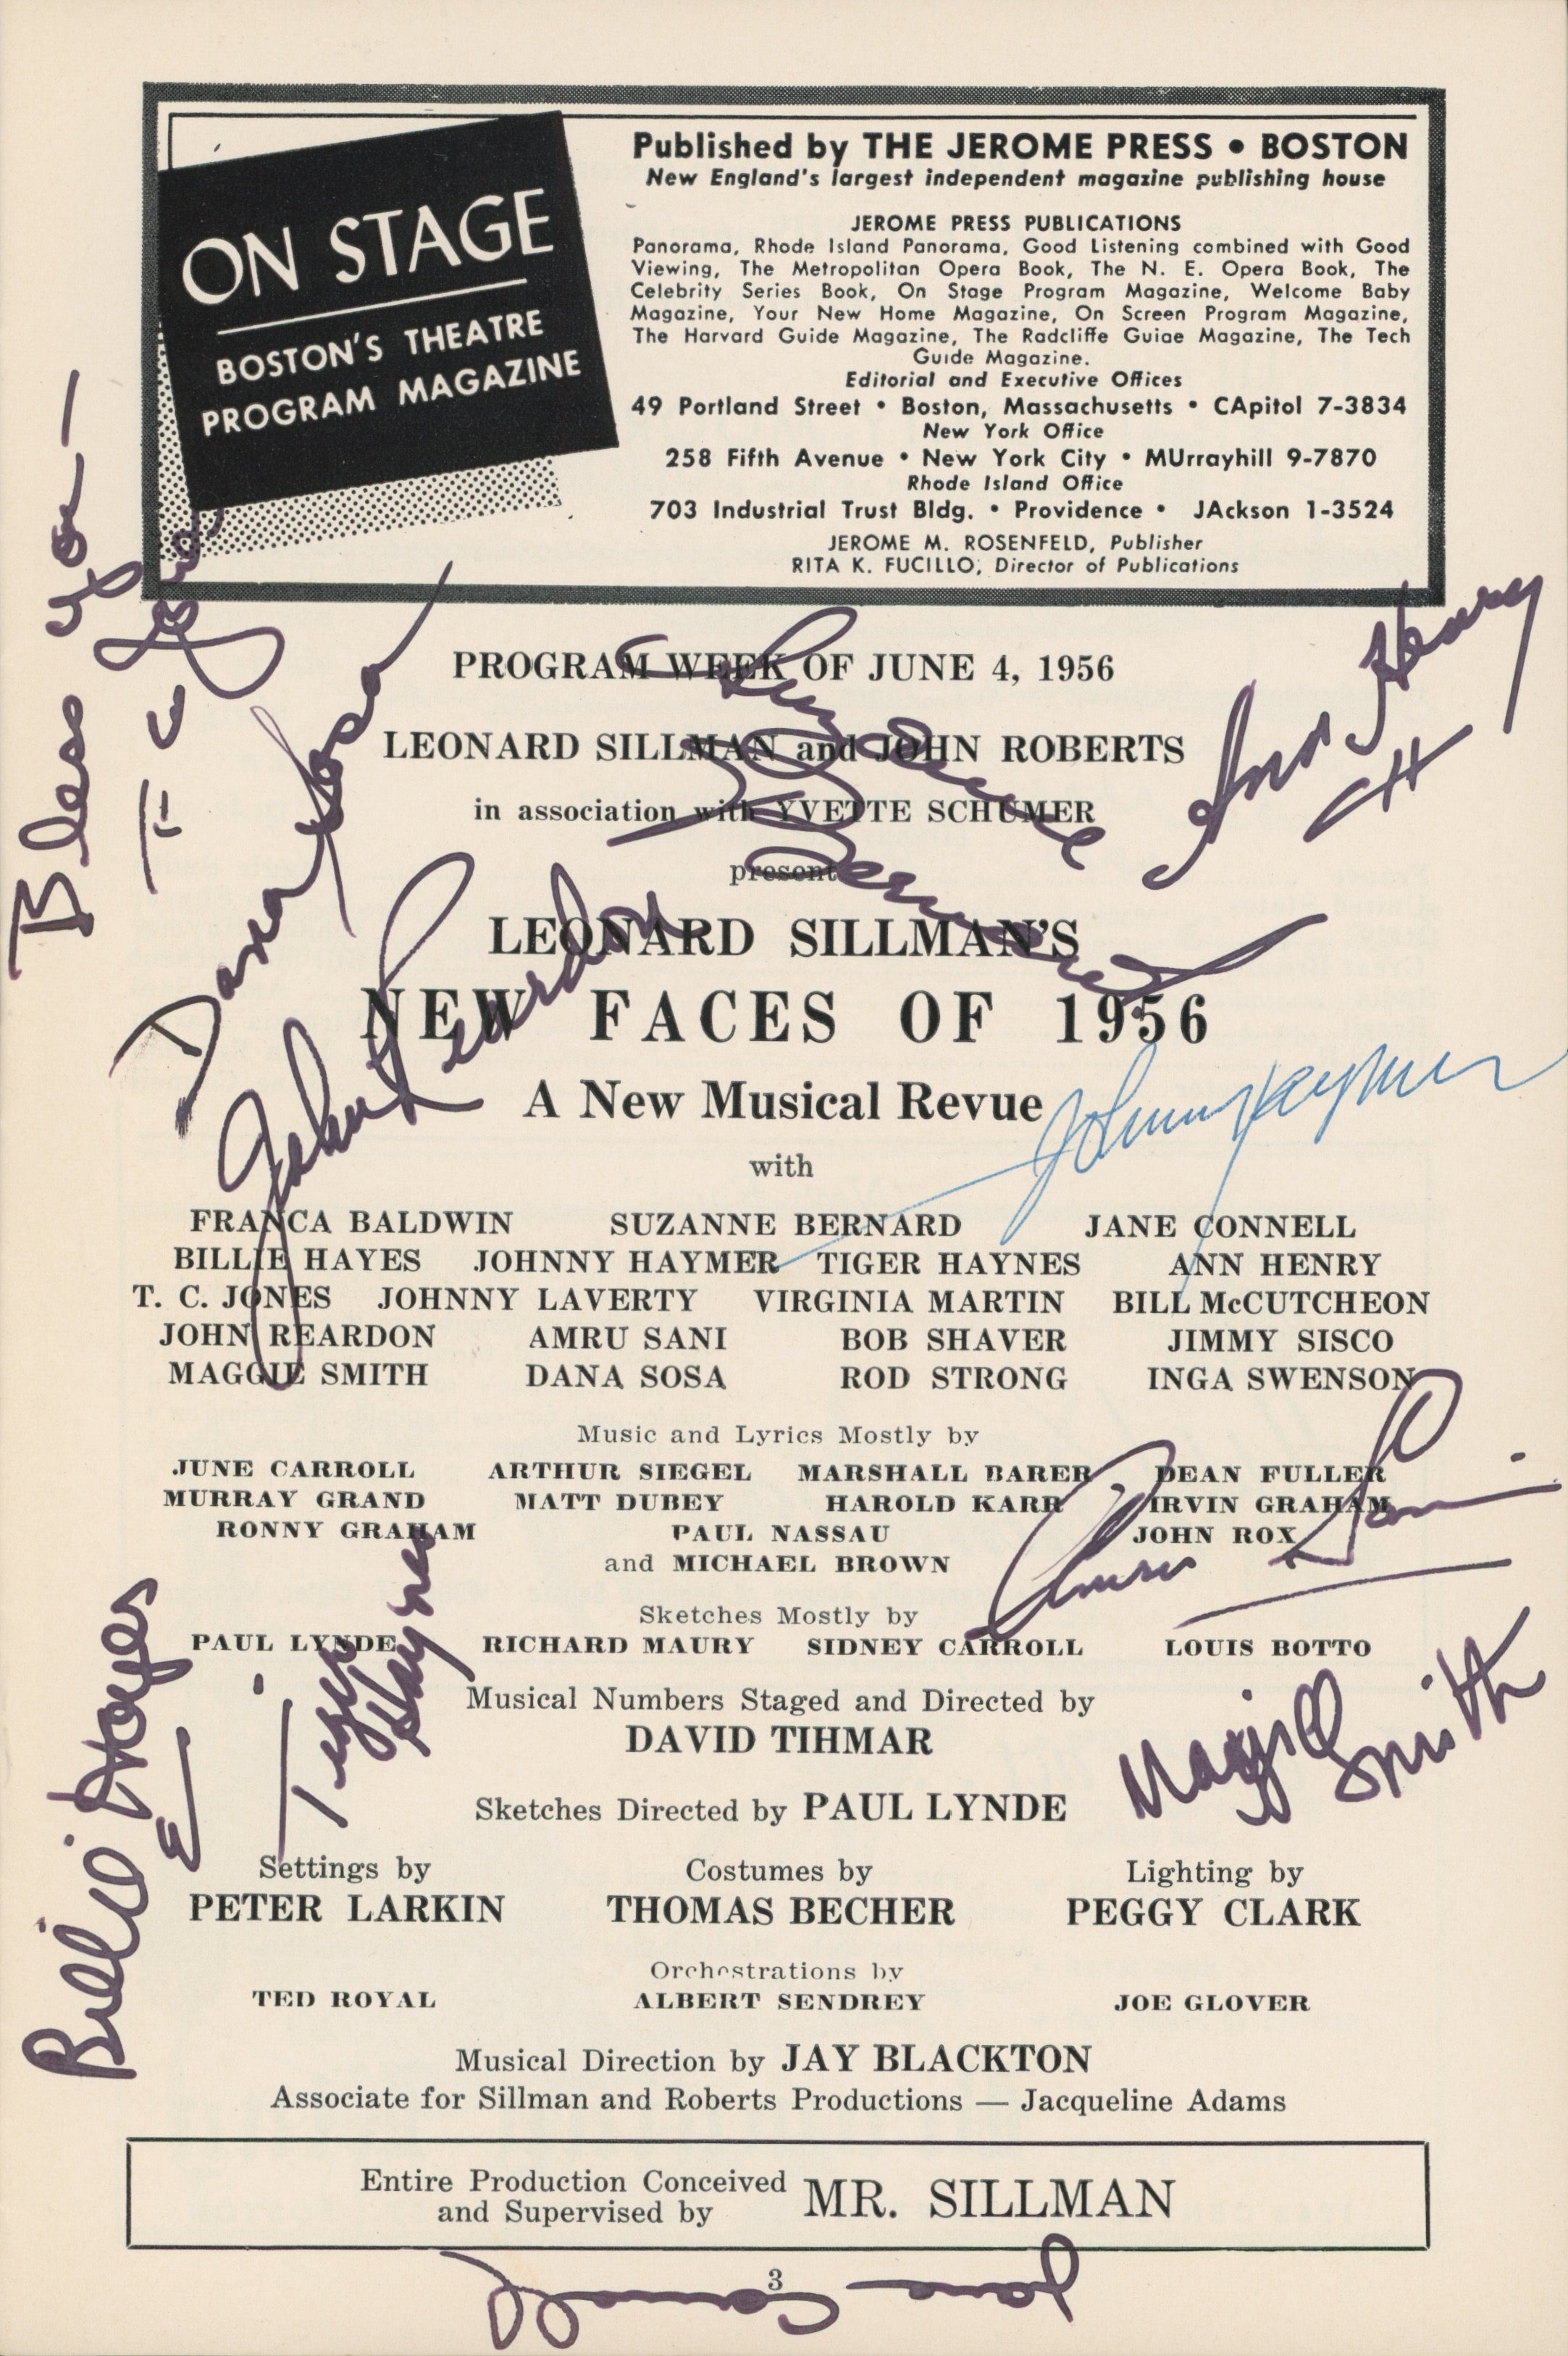 ON STAGE
BOSTON'S THEATRE
PROGRAM MAGAZINE
Published by THE JEROME PRESS • BOSTON
New England's largest independent magazine publishing house
JEROME PRESS PUBLICATIONS
Panorama, Rhode Island Panorama, Good Listening combined with Good
Viewing, The Metropolitan Opera Book, The N. E. Opera Book, The
Celebrity Series Book, On Stage Program Magazine, Welcome Baby
Magazine, Your New Home Magazine, On Screen Program Magazine,
The Harvard Guide Magazine, The Radcliffe Guide Magazine, The Tech
Guide Magazine.
Editorial and Executive Offices
49 Portland Street • Boston, Massachusetts • CApitol 7-3834
New York Office
258 Fifth Avenue • New York City • MUrrayhill 9-7870
Rhode Island Office
703 Industrial Trust Bldg. • Providence • JAckson 1-3524
JEROME M. ROSENFELD, Publisher
RITA K. FUCILLO, Director of Publications
Bless you —
T C Jones
Dana Sosa
Suzanne Bernard
Ann Henry
PROGRAM WEEK OF JUNE 4, 1956
LEONARD SILLMAN and JOHN ROBERTS
in association with YVETTE SCHUMER
present
LEONARD SILLMAN'S
NEW FACES OF 1956
A New Musical Revue
John Reardon
Johnny Haymer
with
FRANCA BALDWIN SUZANNE BERNARD JANE CONNELL
BILLIE HAYES JOHNNY HAYMER TIGER HAYNES ANN HENRY
T. C. JONES JOHNNY LAVERTY VIRGINIA MARTIN BILL McCUTCHEON
JOHN REARDON AMRU SANI BOB SHAVER JIMMY SISCO
MAGGIE SMITH DANA SOSA ROD STRONG INGA SWENSON
Music and Lyrics Mostly by
JUNE CARROLL ARTHUR SIEGEL MARSHALL BARER DEAN FULLER
MURRAY GRAND MATT DUBEY HAROLD KARR IRVIN GRAHAM
RONNY GRAHAM PAUL NASSAU JOHN ROX
and MICHAEL BROWN
Amru Sani
Sketches Mostly by
PAUL LYNDE RICHARD MAURY SIDNEY CARROLL LOUIS BOTTO
Billie Hayes
Tiger Haynes
Maggie Smith
Musical Numbers Staged and Directed by
DAVID TIHMAR
Sketches Directed by PAUL LYNDE
Settings by Costumes by Lighting by
PETER LARKIN THOMAS BECHER PEGGY CLARK
Orchestrations by
TED ROYAL ALBERT SENDREY JOE GLOVER
Musical Direction by JAY BLACKTON
Associate for Sillman and Roberts Productions — Jacqueline Adams
Entire Production Conceived
and Supervised by MR. SILLMAN
3
Jane Connell